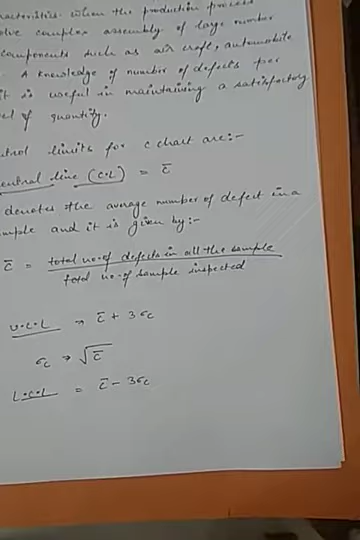 characteristics. When the production process
complex assembly of large number
components such as air craft, automobile
. A knowledge of number of defects per
it is useful in maintaining a satisfactory
of quantity.
limits for c chart are:-
central line (C.L) = c̄
denotes the average number of defect in a
sample and it is given by:-
c̄ = total no. of defects in all the sample
total no. of sample inspected
U.C.L → c̄ + 3σc
σc → √c̄
L.C.L = c̄ - 3σc